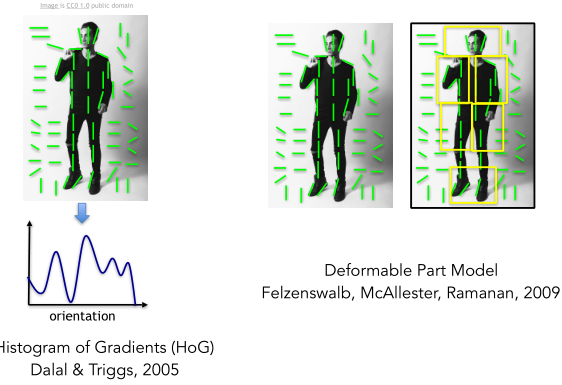 Image is CC0 1.0 public domain
orientation
Histogram of Gradients (HoG)
Dalal & Triggs, 2005
Deformable Part Model
Felzenswalb, McAllester, Ramanan, 2009